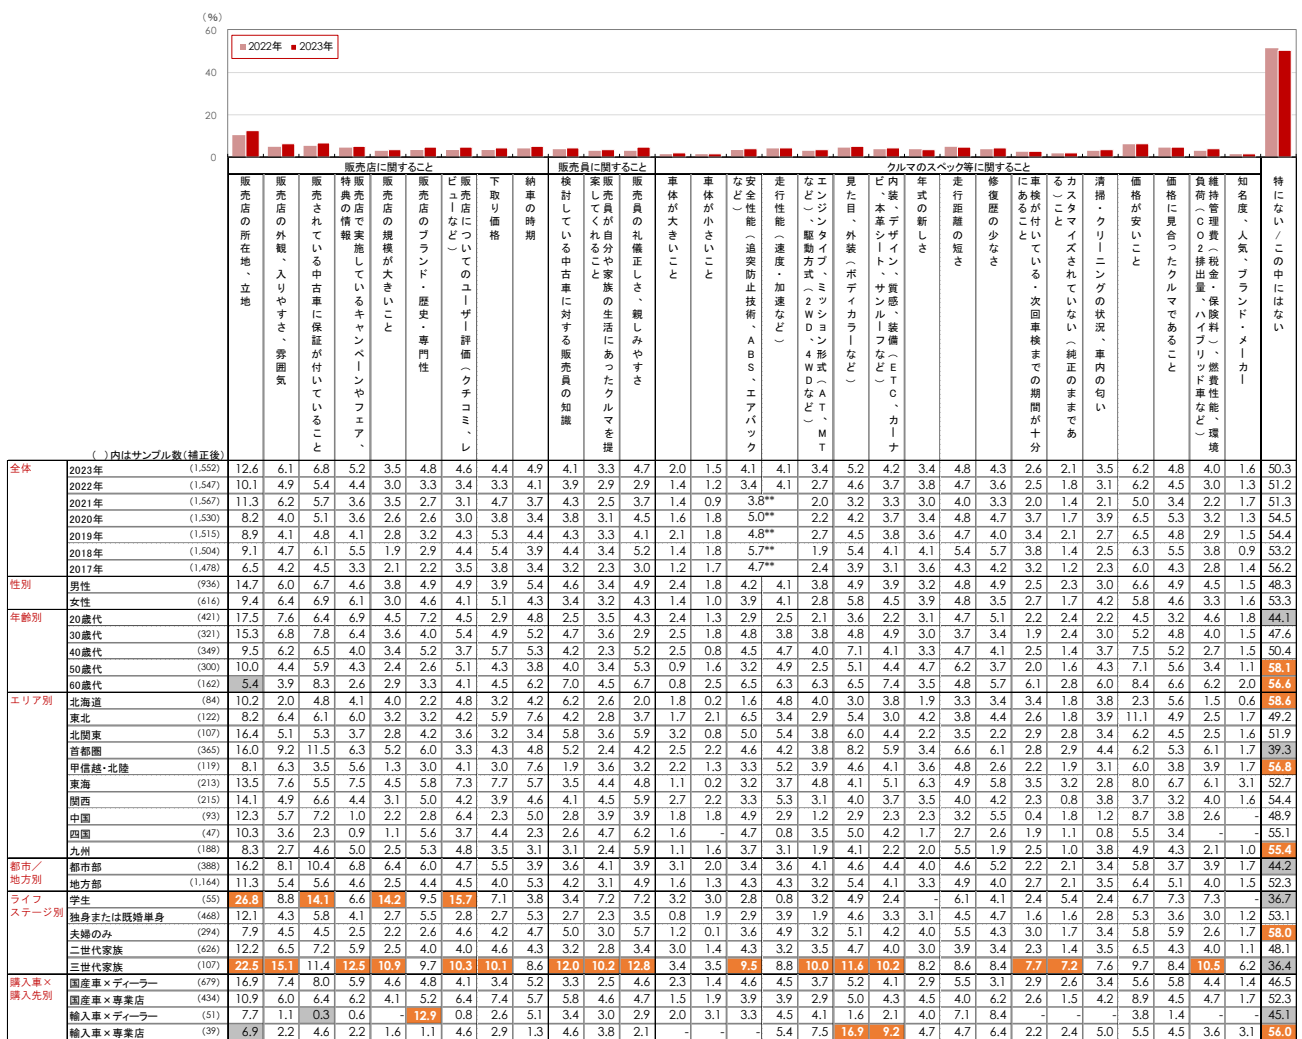 (%)
60
40
20
0
2022年 2023年
販売店に関すること 販売員に関すること クルマのスペック等に関すること
販売店の所在地、立地
販売店の外観、入りやすさ、雰囲気
販売されている中古車に保証が付いていること
販売店で実施しているキャンペーンやフェア、特典の情報
販売店の規模が大きいこと
販売店のブランド・歴史・専門性
販売店についてのユーザー評価(クチコミ、レビューなど)
下取り価格
納車の時期
検討している中古車に対する販売員の知識
販売員が自分や家族の生活にあったクルマを提案してくれること
販売員の礼儀正しさ、親しみやすさ
車体が大きいこと
車体が小さいこと
安全性能(追突防止技術、ABS、エアバックなど)
走行性能(速度・加速など)
エンジンタイプ、ミッション形式(AT、MTなど)、駆動方式(2WD、4WDなど)
見た目、外装(ボディカラーなど)
内装、デザイン、質感、装備(ETC、カーナビ、本革シート、サンルーフなど)
年式の新しさ
走行距離の短さ
修復歴の少なさ
車検が付いている・次回車検までの期間が十分にあること
カスタマイズされていない(純正のままである)こと
清掃・クリーニングの状況、車内の匂い
価格が安いこと
価格に見合ったクルマであること
維持管理費(税金・保険料)、燃費性能、環境負荷(CO2排出量、ハイブリッド車など)
知名度、人気、ブランド・メーカー
特にない/この中にはない
( )内はサンプル数(補正後)
全体 2023年 (1,552) 12.6 6.1 6.8 5.2 3.5 4.8 4.6 4.4 4.9 4.1 3.3 4.7 2.0 1.5 4.1 4.1 3.4 5.2 4.2 3.4 4.8 4.3 2.6 2.1 3.5 6.2 4.8 4.0 1.6 50.3
2022年 (1,547) 10.1 4.9 5.4 4.4 3.0 3.3 3.4 3.3 4.1 3.9 2.9 2.9 1.4 1.2 3.4 4.1 2.7 4.6 3.7 3.8 4.7 3.6 2.5 1.8 3.1 6.2 4.5 3.0 1.3 51.2
2021年 (1,567) 11.3 6.2 5.7 3.6 2.7 3.1 4.7 3.7 4.3 2.5 3.7 1.4 0.9 3.8** 2.0 3.2 3.3 3.0 4.0 3.3 2.0 1.4 2.1 5.0 3.4 2.2 1.7 51.3
2020年 (1,530) 8.2 4.0 5.1 3.6 2.6 2.6 3.0 3.8 3.4 3.8 3.1 4.5 1.6 1.8 5.0** 2.2 4.2 3.7 3.4 4.8 4.7 3.7 1.7 3.9 6.5 5.3 3.2 1.3 54.5
2019年 (1,515) 8.9 4.1 4.8 4.1 2.8 3.2 4.3 5.3 4.4 4.3 3.3 4.1 2.1 1.8 4.8** 2.7 4.5 3.8 3.6 4.7 4.0 3.4 2.1 2.7 6.5 4.8 2.9 1.5 54.4
2018年 (1,504) 9.1 4.7 6.1 5.5 1.9 2.9 4.4 5.4 3.9 4.4 3.4 5.2 1.4 1.8 5.7** 1.9 5.4 4.1 4.1 5.4 5.7 3.8 1.4 2.5 6.3 5.5 3.8 0.9 53.2
2017年 (1,478) 6.5 4.2 4.5 3.3 2.1 2.2 3.5 3.8 3.4 3.2 2.3 3.0 1.2 1.7 4.7** 2.4 3.9 3.1 3.6 4.3 4.2 3.2 1.2 2.3 6.0 4.3 2.8 1.4 56.2
性別 男性 (936) 14.7 6.0 6.7 4.6 3.8 4.9 4.9 3.9 5.4 4.6 3.4 4.9 2.4 1.8 4.2 4.1 3.8 4.9 3.9 3.2 4.8 4.9 2.5 2.3 3.0 6.6 4.9 4.5 1.5 48.3
女性 (616) 9.4 6.4 6.9 6.1 3.0 4.6 4.1 5.1 4.3 3.4 3.2 4.3 1.4 1.0 3.9 4.1 2.8 5.8 4.5 3.9 4.8 3.5 2.7 1.7 4.2 5.8 4.6 3.3 1.6 53.3
年齢別 20歳代 (421) 17.5 7.6 6.4 6.9 4.5 7.2 4.5 2.9 4.8 2.5 3.5 4.3 2.4 1.3 2.9 2.5 2.1 3.6 2.2 3.1 4.7 5.1 2.2 2.4 2.2 4.5 3.2 4.6 1.8 44.1
30歳代 (321) 15.3 6.8 7.8 6.4 3.6 4.0 5.4 4.9 5.2 4.7 3.6 2.9 2.5 1.8 4.8 3.8 3.8 4.8 4.9 3.0 3.7 3.4 1.9 2.4 3.0 5.2 4.8 4.0 1.5 47.6
40歳代 (349) 9.5 6.2 6.5 4.0 3.4 5.2 3.7 5.7 5.3 4.2 2.3 5.2 2.5 0.8 4.5 4.7 4.0 7.1 4.1 3.3 4.7 4.1 2.5 1.4 3.7 7.5 5.2 2.7 1.5 50.4
50歳代 (300) 10.0 4.4 5.9 4.3 2.4 2.6 5.1 4.3 3.8 4.0 3.4 5.3 0.9 1.6 3.2 4.9 2.5 5.1 4.4 4.7 6.2 3.7 2.0 1.6 4.3 7.1 5.6 3.4 1.1 58.1
60歳代 (162) 5.4 3.9 8.3 2.6 2.9 3.3 4.1 4.5 6.2 7.0 4.5 6.7 0.8 2.5 6.5 6.3 6.3 6.5 7.4 3.5 4.8 5.7 6.1 2.8 6.0 8.4 6.6 6.2 2.0 56.6
エリア別 北海道 (84) 10.2 2.0 4.8 4.1 4.0 2.2 4.8 3.2 4.2 6.2 2.6 2.0 1.8 0.2 1.6 4.8 4.0 3.0 3.8 1.9 3.3 3.4 3.4 1.8 3.8 2.3 5.6 1.5 0.6 58.6
東北 (122) 8.2 6.4 6.1 6.0 3.2 3.2 4.2 5.9 7.6 4.2 2.8 3.7 1.7 2.1 6.5 3.4 2.9 5.4 3.0 4.2 3.8 4.4 2.6 1.8 3.9 11.1 4.9 2.5 1.7 49.2
北関東 (107) 16.4 5.1 5.3 3.7 2.8 4.2 3.6 3.2 3.4 5.8 3.6 5.9 3.2 0.8 5.0 5.4 3.8 6.0 4.4 2.2 3.5 2.2 2.9 2.8 3.4 6.2 4.5 2.5 1.6 51.9
首都圏 (365) 16.0 9.2 11.5 6.3 5.2 6.0 3.3 4.3 4.8 5.2 2.4 4.2 2.5 2.2 4.6 4.2 3.8 8.2 5.9 3.4 6.6 6.1 2.8 2.9 4.4 6.2 5.3 6.1 1.7 39.3
甲信越・北陸 (119) 8.1 6.3 3.5 5.6 1.3 3.0 4.1 3.0 7.6 1.9 3.6 3.2 2.2 1.3 3.3 5.2 3.9 4.6 4.1 3.6 4.8 2.6 2.2 1.9 3.1 6.0 3.8 3.9 1.7 56.8
東海 (213) 13.5 7.6 5.5 7.5 4.5 5.8 7.3 7.7 5.7 3.5 4.4 4.8 1.1 0.2 3.2 3.7 4.8 4.1 5.1 6.3 4.9 5.8 3.5 3.2 2.8 8.0 6.7 6.1 3.1 52.7
関西 (215) 14.1 4.9 6.6 4.4 3.1 5.0 4.2 3.9 4.6 4.1 4.5 5.9 2.7 2.2 3.3 5.3 3.1 4.0 3.7 3.5 4.0 4.2 2.3 0.8 3.8 3.7 3.2 4.0 1.6 54.4
中国 (93) 12.3 5.7 7.2 1.0 2.2 2.8 6.4 2.3 5.0 2.8 3.9 3.9 1.8 1.8 4.9 2.9 1.2 2.9 2.3 2.3 3.2 5.5 0.4 1.8 1.2 8.7 3.8 2.6 - 48.9
四国 (47) 10.3 3.6 2.3 0.9 1.1 5.6 3.7 4.4 2.3 2.6 4.7 6.2 1.6 - 4.7 0.8 3.5 5.0 4.2 1.7 2.7 2.6 1.9 1.1 0.8 5.5 3.4 - - 55.1
九州 (188) 8.3 2.7 4.6 5.0 2.5 5.3 4.8 3.5 3.1 3.1 2.4 5.9 1.1 1.6 3.7 3.1 1.9 4.1 2.2 2.0 5.5 1.9 2.5 1.0 3.8 4.9 4.3 2.1 1.0 55.4
都市/地方別 都市部 (388) 16.2 8.1 10.4 6.8 6.4 6.0 4.7 5.5 3.9 3.6 4.1 3.9 3.1 2.0 3.4 3.6 4.1 4.6 4.4 4.0 4.6 5.2 2.2 2.1 3.4 5.8 3.7 3.9 1.7 44.2
地方部 (1,164) 11.3 5.4 5.6 4.6 2.5 4.4 4.5 4.0 5.3 4.2 3.1 4.9 1.6 1.3 4.3 4.3 3.2 5.4 4.1 3.3 4.9 4.0 2.7 2.1 3.5 6.4 5.1 4.0 1.5 52.3
ライフステージ別 学生 (55) 26.8 8.8 14.1 6.6 14.2 9.5 15.7 7.1 3.8 3.4 7.2 7.2 3.2 3.0 2.8 0.8 3.2 4.9 2.4 - 6.1 4.1 2.4 5.4 2.4 6.7 7.3 7.3 - 36.7
独身または既婚単身 (468) 12.1 4.3 5.8 4.1 2.7 5.5 2.8 2.7 5.3 2.7 2.3 3.5 0.8 1.9 2.9 3.9 1.9 4.6 3.3 3.1 4.5 4.7 1.6 1.6 2.8 5.3 3.6 3.0 1.2 53.1
夫婦のみ (294) 7.9 4.5 4.5 2.5 2.2 2.6 4.6 4.2 4.7 5.0 3.0 5.7 1.2 0.1 3.6 4.9 3.2 5.1 4.2 4.0 5.5 4.3 3.0 1.7 3.4 5.8 5.9 2.6 1.7 58.0
二世代家族 (626) 12.2 6.5 7.2 5.9 2.5 4.0 4.0 4.6 4.3 3.2 2.8 3.4 3.0 1.4 4.3 3.2 3.5 4.7 4.0 3.0 3.9 3.4 2.3 1.4 3.5 6.5 4.3 4.0 1.1 48.1
三世代家族 (107) 22.5 15.1 11.4 12.5 10.9 9.7 10.3 10.1 8.6 12.0 10.2 12.8 3.4 3.5 9.5 8.8 10.0 11.6 10.2 8.2 8.6 8.4 7.7 7.2 7.6 9.7 8.4 10.5 6.2 36.4
購入車×購入先別 国産車×ディーラー (679) 16.9 7.4 8.0 5.9 4.6 4.8 4.1 3.4 5.2 3.3 2.5 4.6 2.3 1.4 4.6 4.5 3.7 5.2 4.1 2.9 5.5 3.1 2.9 2.6 3.4 5.6 5.8 4.4 1.4 46.5
国産車×専業店 (434) 10.9 6.0 6.4 6.2 4.1 5.2 6.4 7.4 5.7 5.8 4.6 4.7 1.5 1.9 3.9 3.9 2.9 5.0 4.3 4.5 4.0 6.2 2.6 1.5 4.2 8.9 4.5 4.7 1.7 52.3
輸入車×ディーラー (51) 7.7 1.1 0.3 0.6 - 12.9 0.8 2.6 5.1 3.4 3.0 2.9 2.0 3.1 3.3 4.5 4.1 1.6 2.1 4.0 7.1 8.4 - - - 3.8 1.4 - - 45.1
輸入車×専業店 (39) 6.9 2.2 4.6 2.2 1.6 1.1 4.6 2.9 1.3 4.6 3.8 2.1 - - - 5.4 7.5 16.9 9.2 4.7 4.7 6.4 2.2 2.4 5.0 5.5 4.5 3.6 3.1 56.0